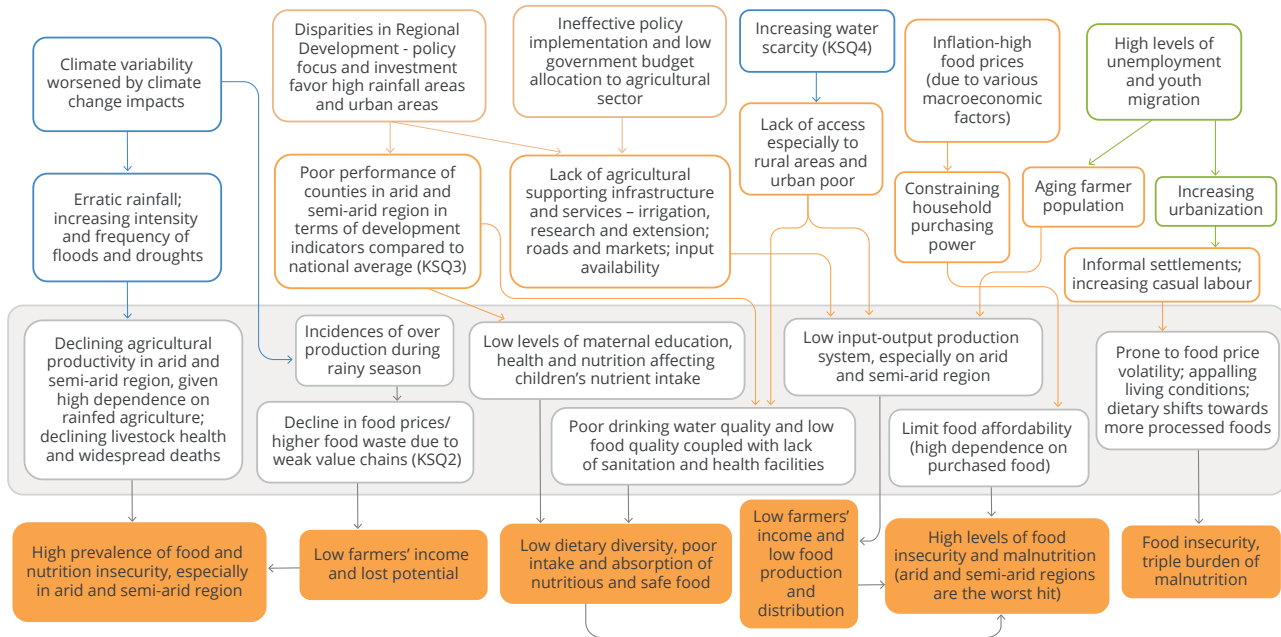 Climate variability
worsened by climate
change impacts
Disparities in Regional
Development - policy
focus and investment
favor high rainfall areas
and urban areas
Ineffective policy
implementation and low
government budget
allocation to agricultural
sector
Increasing water
scarcity (KSQ4)
Inflation-high
food prices
(due to various
macroeconomic
factors)
High levels of
unemployment
and youth
migration
Erratic rainfall;
increasing intensity
and frequency of
floods and droughts
Poor performance of
counties in arid and
semi-arid region in
terms of development
indicators compared to
national average (KSQ3)
Lack of agricultural
supporting infrastructure
and services – irrigation,
research and extension;
roads and markets; input
availability
Lack of access
especially to
rural areas and
urban poor
Constraining
household
purchasing
power
Aging farmer
population
Increasing
urbanization
Informal settlements;
increasing casual labour
Declining agricultural
productivity in arid and
semi-arid region, given
high dependence on
rainfed agriculture;
declining livestock health
and widespread deaths
Incidences of over
production during
rainy season
Decline in food prices/
higher food waste due to
weak value chains (KSQ2)
Low levels of maternal education,
health and nutrition affecting
children’s nutrient intake
Poor drinking water quality and low
food quality coupled with lack
of sanitation and health facilities
Low input-output production
system, especially on arid
and semi-arid region
Limit food affordability
(high dependence on
purchased food)
Prone to food price
volatility; appalling
living conditions;
dietary shifts towards
more processed foods
High prevalence of food and
nutrition insecurity, especially
in arid and semi-arid region
Low farmers’ income
and lost potential
Low dietary diversity, poor
intake and absorption of
nutritious and safe food
Low farmers’
income and
low food
production
and
distribution
High levels of food
insecurity and malnutrition
(arid and semi-arid regions
are the worst hit)
Food insecurity,
triple burden of
malnutrition